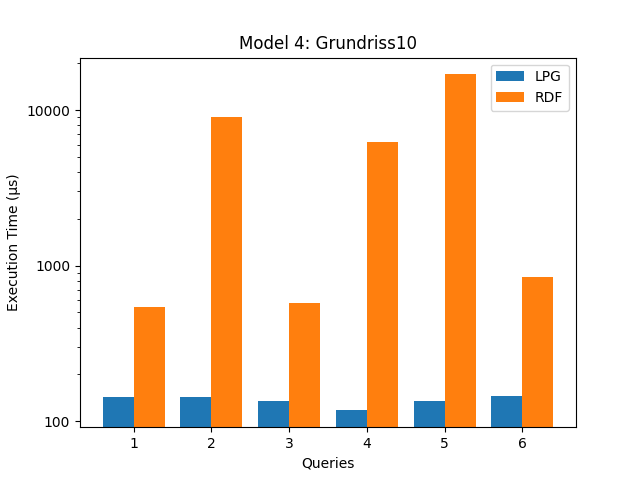 Model 4: Grundriss10
LPG
RDF
Execution Time (µs)
10000
1000
100
1
2
3
4
5
6
Queries